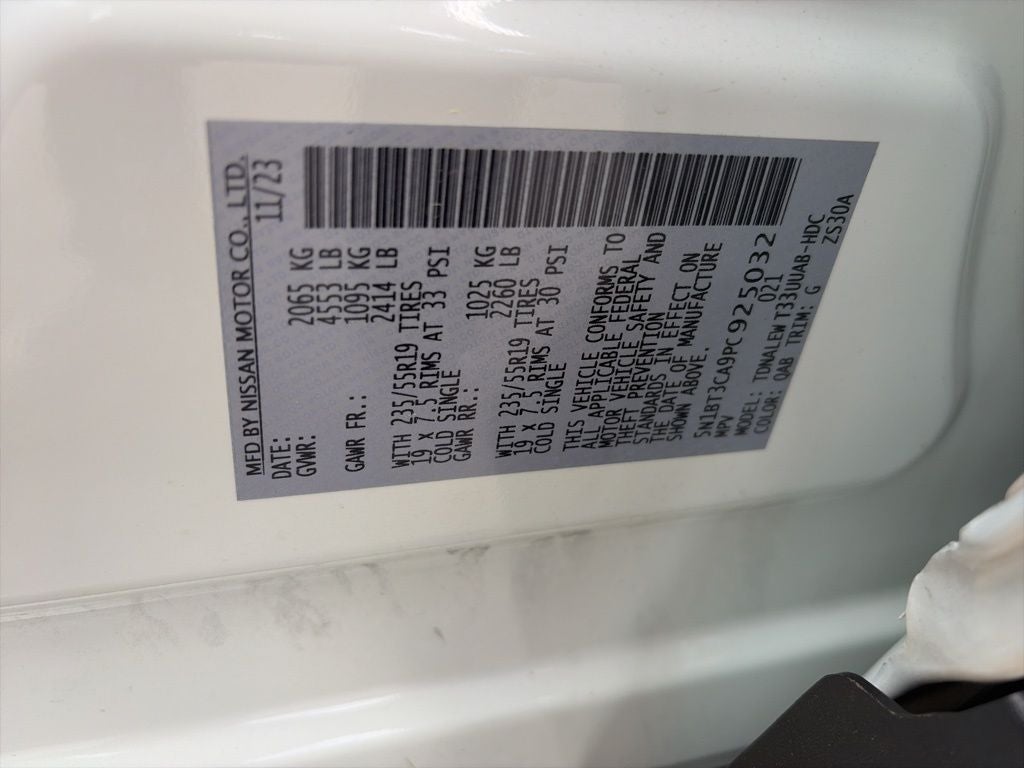 MFD BY NISSAN MOTOR CO., LTD.
DATE: 11/23
GVWR: 2065 KG
4553 LB
GAWR FR.: 1095 KG
2414 LB
WITH 235/55R19 TIRES
19 X 7.5 RIMS AT 33 PSI
COLD SINGLE
GAWR RR.: 1025 KG
2260 LB
WITH 235/55R19 TIRES
19 X 7.5 RIMS AT 30 PSI
COLD SINGLE
THIS VEHICLE CONFORMS TO
ALL APPLICABLE FEDERAL
MOTOR VEHICLE SAFETY AND
THEFT PREVENTION
STANDARDS IN EFFECT ON
THE DATE OF MANUFACTURE
SHOWN ABOVE.
5N1BT3CA9PC925032
MPV
MODEL: TDNALEW T33UUAB-HDC
021
COLOR: QAB TRIM: G ZS30A